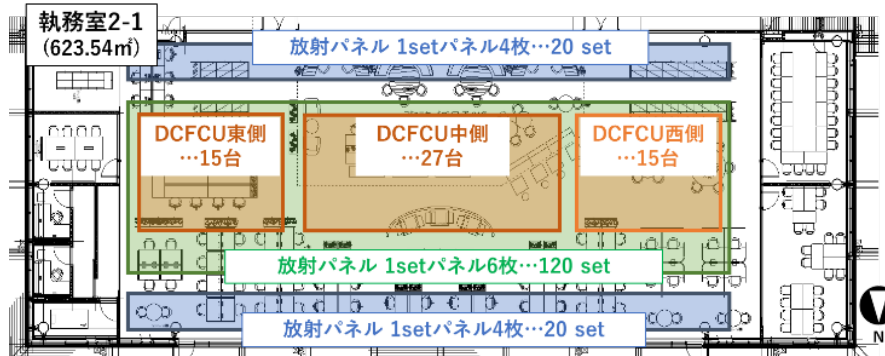 執務室2-1
(623.54㎡)
放射パネル 1setパネル4枚…20 set
DCFCU東側
…15台
DCFCU中側
…27台
DCFCU西側
…15台
放射パネル 1setパネル6枚…120 set
放射パネル 1setパネル4枚…20 set
N